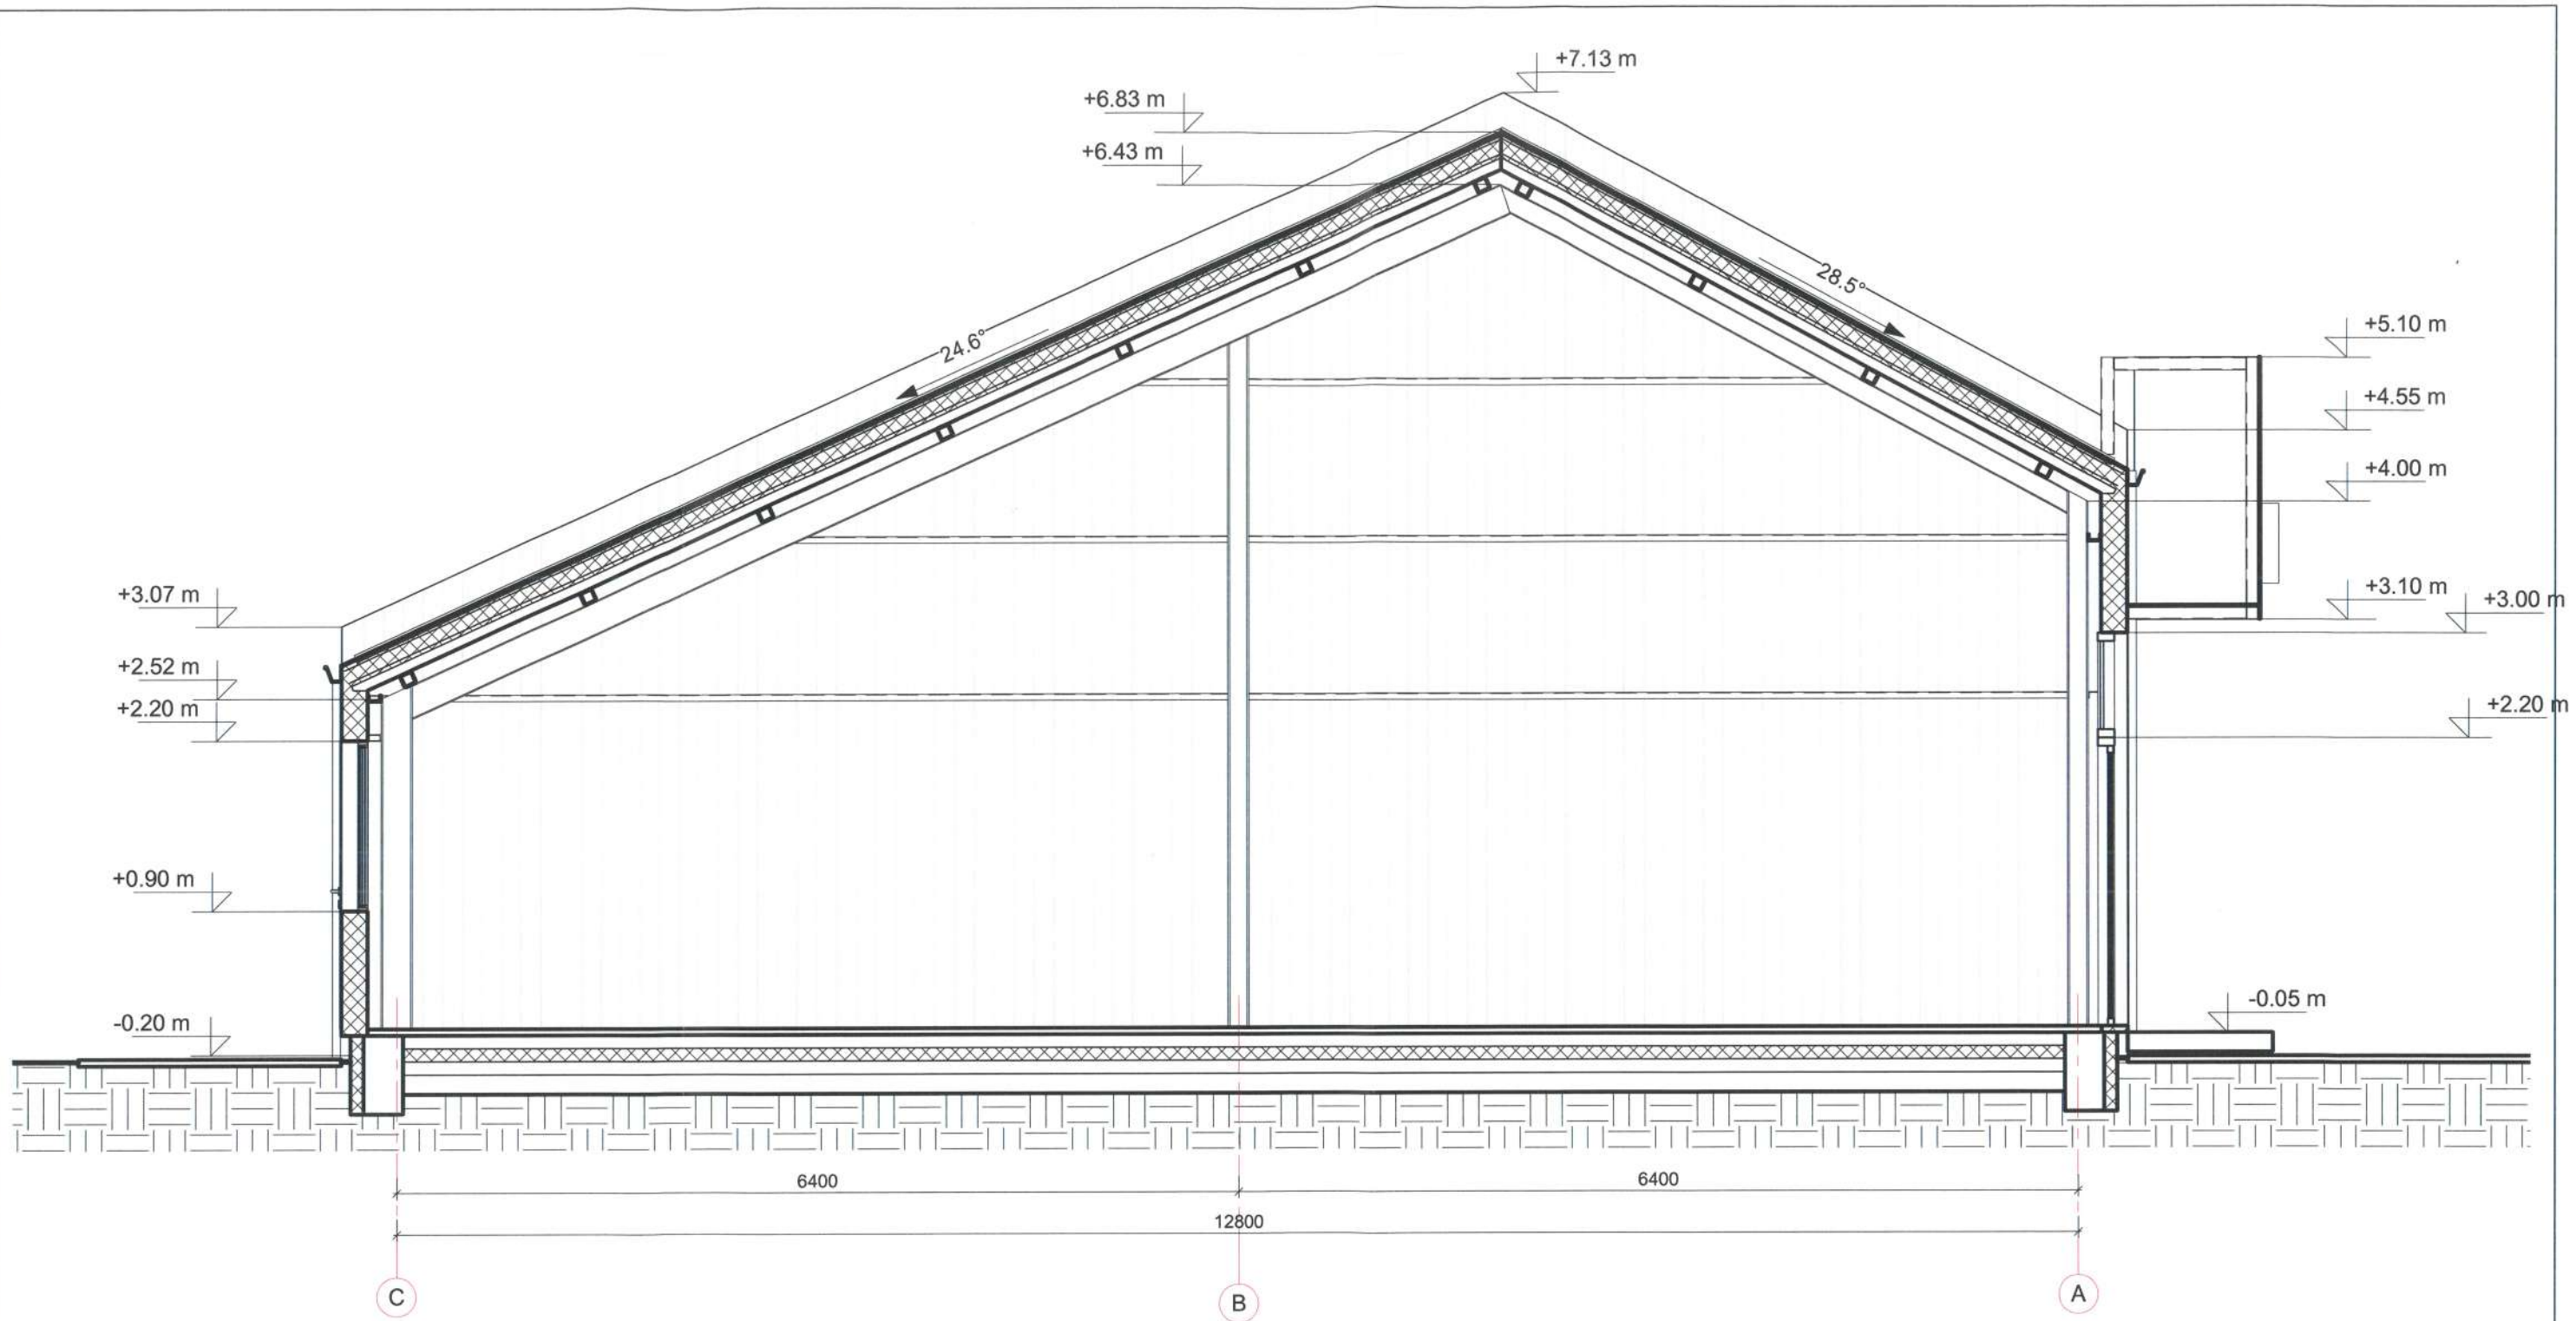 +7.13 m
+6.83 m
+6.43 m
28.5°
24.6°
+5.10 m
+4.55 m
+4.00 m
+3.10 m
+3.00 m
+3.07 m
+2.52 m
+2.20 m
+2.20 m
+0.90 m
-0.20 m
-0.05 m
6400
6400
12800
C
B
A